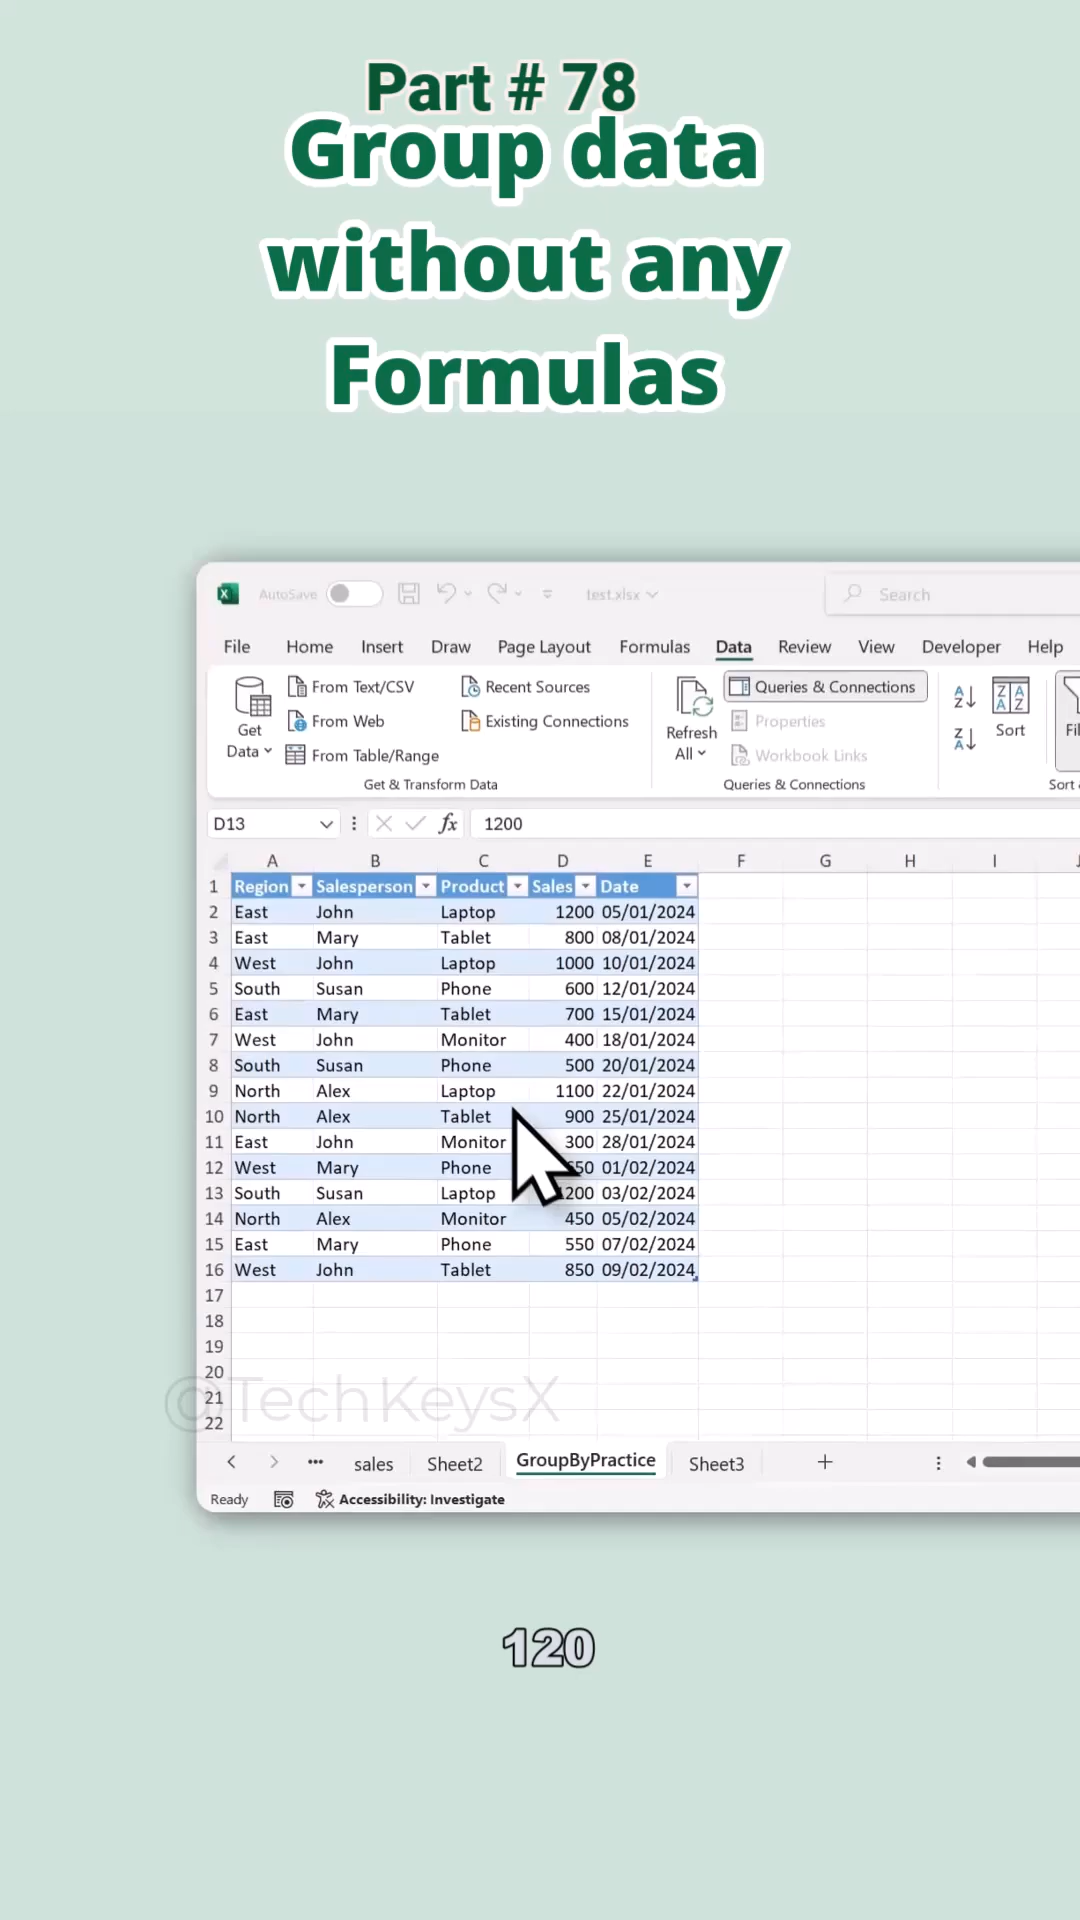 Part # 78
Group data
without any
Formulas
AutoSave test.xlsx Search
File Home Insert Draw Page Layout Formulas Data Review View Developer Help
Get Data
From Text/CSV
From Web
From Table/Range
Recent Sources
Existing Connections
Get & Transform Data
Refresh All
Queries & Connections
Properties
Workbook Links
Queries & Connections
Sort
D13 fx 1200
A B C D E F G H I
1 Region Salesperson Product Sales Date
2 East John Laptop 1200 05/01/2024
3 East Mary Tablet 800 08/01/2024
4 West John Laptop 1000 10/01/2024
5 South Susan Phone 600 12/01/2024
6 East Mary Tablet 700 15/01/2024
7 West John Monitor 400 18/01/2024
8 South Susan Phone 500 20/01/2024
9 North Alex Laptop 1100 22/01/2024
10 North Alex Tablet 900 25/01/2024
11 East John Monitor 300 28/01/2024
12 West Mary Phone 50 01/02/2024
13 South Susan Laptop 200 03/02/2024
14 North Alex Monitor 450 05/02/2024
15 East Mary Phone 550 07/02/2024
16 West John Tablet 850 09/02/2024
17
18
19
20
21
22
@TechKeysX
sales Sheet2 GroupByPractice Sheet3
Ready Accessibility: Investigate
120